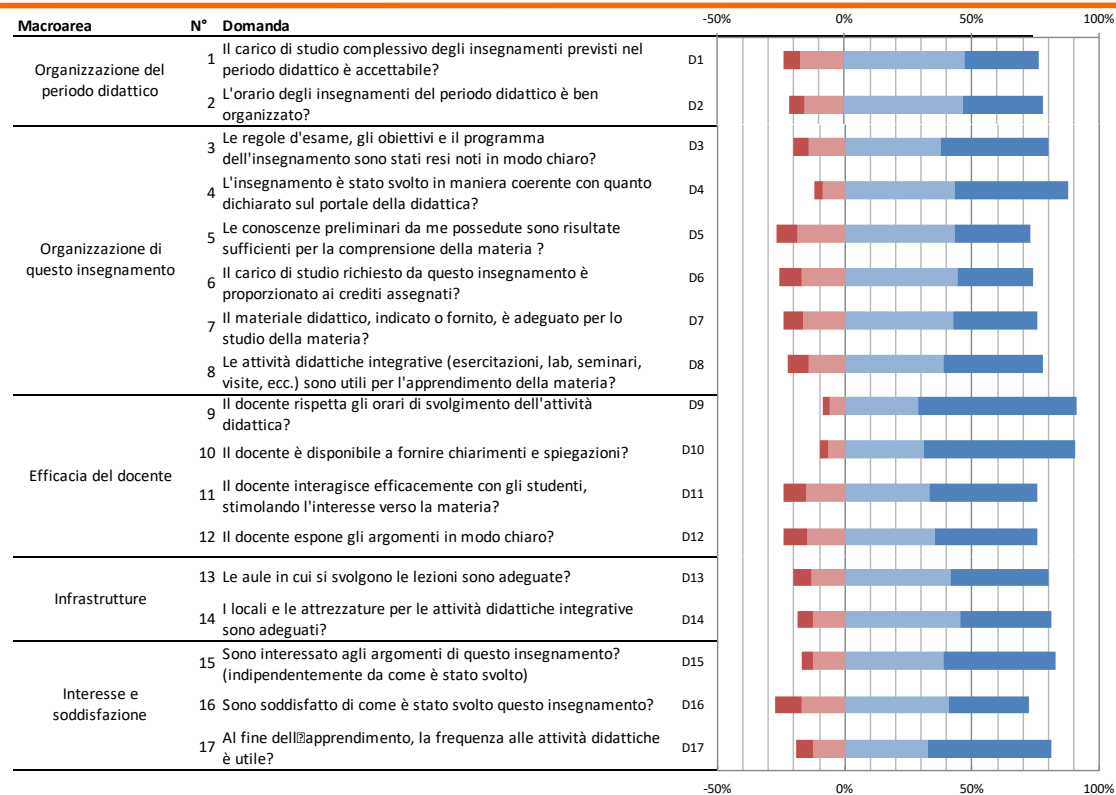 -50% 0% 50% 100%
Macroarea N° Domanda
Organizzazione del
periodo didattico
1 Il carico di studio complessivo degli insegnamenti previsti nel
periodo didattico è accettabile?
D1
2 L'orario degli insegnamenti del periodo didattico è ben
organizzato?
D2
Organizzazione di
questo insegnamento
3 Le regole d'esame, gli obiettivi e il programma
dell'insegnamento sono stati resi noti in modo chiaro?
D3
4 L'insegnamento è stato svolto in maniera coerente con quanto
dichiarato sul portale della didattica?
D4
5 Le conoscenze preliminari da me possedute sono risultate
sufficienti per la comprensione della materia ?
D5
6 Il carico di studio richiesto da questo insegnamento è
proporzionato ai crediti assegnati?
D6
7 Il materiale didattico, indicato o fornito, è adeguato per lo
studio della materia?
D7
8 Le attività didattiche integrative (esercitazioni, lab, seminari,
visite, ecc.) sono utili per l'apprendimento della materia?
D8
Efficacia del docente
9 Il docente rispetta gli orari di svolgimento dell'attività
didattica?
D9
10 Il docente è disponibile a fornire chiarimenti e spiegazioni?
D10
11 Il docente interagisce efficacemente con gli studenti,
stimolando l'interesse verso la materia?
D11
12 Il docente espone gli argomenti in modo chiaro?
D12
Infrastrutture
13 Le aule in cui si svolgono le lezioni sono adeguate?
D13
14 I locali e le attrezzature per le attività didattiche integrative
sono adeguati?
D14
Interesse e
soddisfazione
15 Sono interessato agli argomenti di questo insegnamento?
(indipendentemente da come è stato svolto)
D15
16 Sono soddisfatto di come è stato svolto questo insegnamento?
D16
17 Al fine dell⍰apprendimento, la frequenza alle attività didattiche
è utile?
D17
-50% 0% 50% 100%